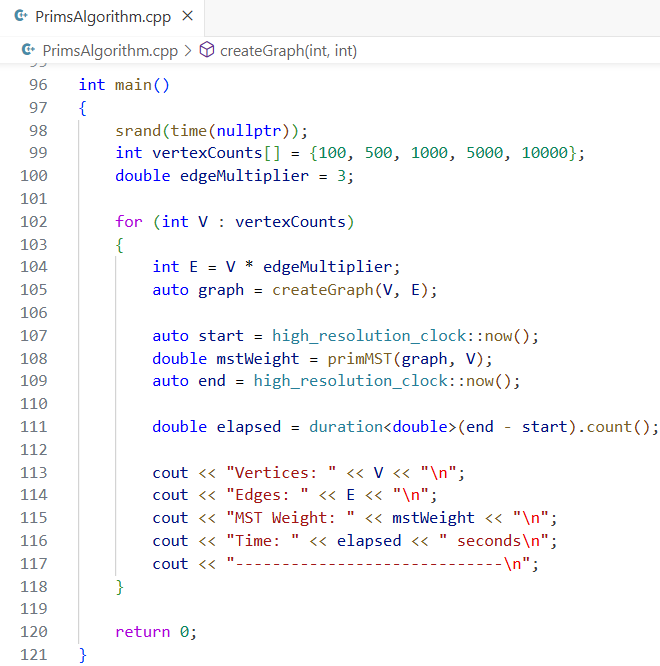 PrimsAlgorithm.cpp ×
PrimsAlgorithm.cpp > createGraph(int, int)
95
96 int main()
97 {
98     srand(time(nullptr));
99     int vertexCounts[] = {100, 500, 1000, 5000, 10000};
100     double edgeMultiplier = 3;
101
102     for (int V : vertexCounts)
103     {
104         int E = V * edgeMultiplier;
105         auto graph = createGraph(V, E);
106
107         auto start = high_resolution_clock::now();
108         double mstWeight = primMST(graph, V);
109         auto end = high_resolution_clock::now();
110
111         double elapsed = duration<double>(end - start).count();
112
113         cout << "Vertices: " << V << "\n";
114         cout << "Edges: " << E << "\n";
115         cout << "MST Weight: " << mstWeight << "\n";
116         cout << "Time: " << elapsed << " seconds\n";
117         cout << "-----------------------------\n";
118     }
119
120     return 0;
121 }